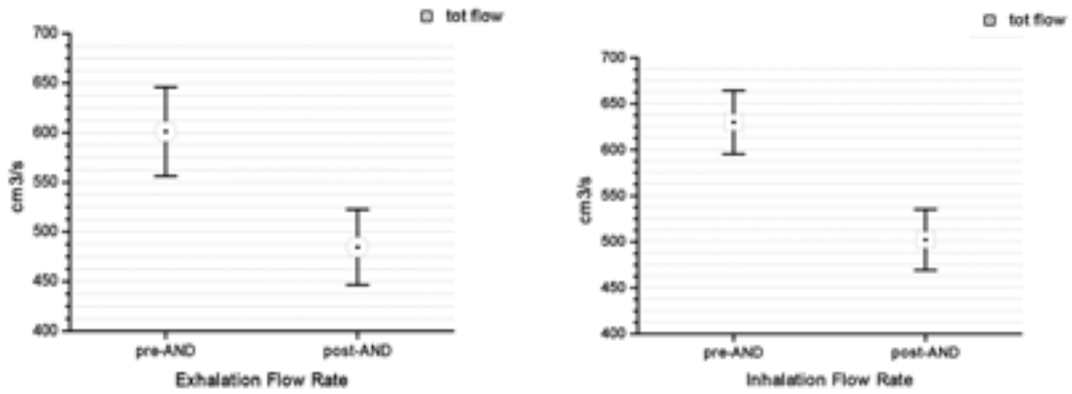 tot flow
700
650
600
550
500
450
400
cm3/s
pre-AND post-AND
Exhalation Flow Rate
tot flow
700
650
600
550
500
450
400
cm3/s
pre-AND post-AND
Inhalation Flow Rate